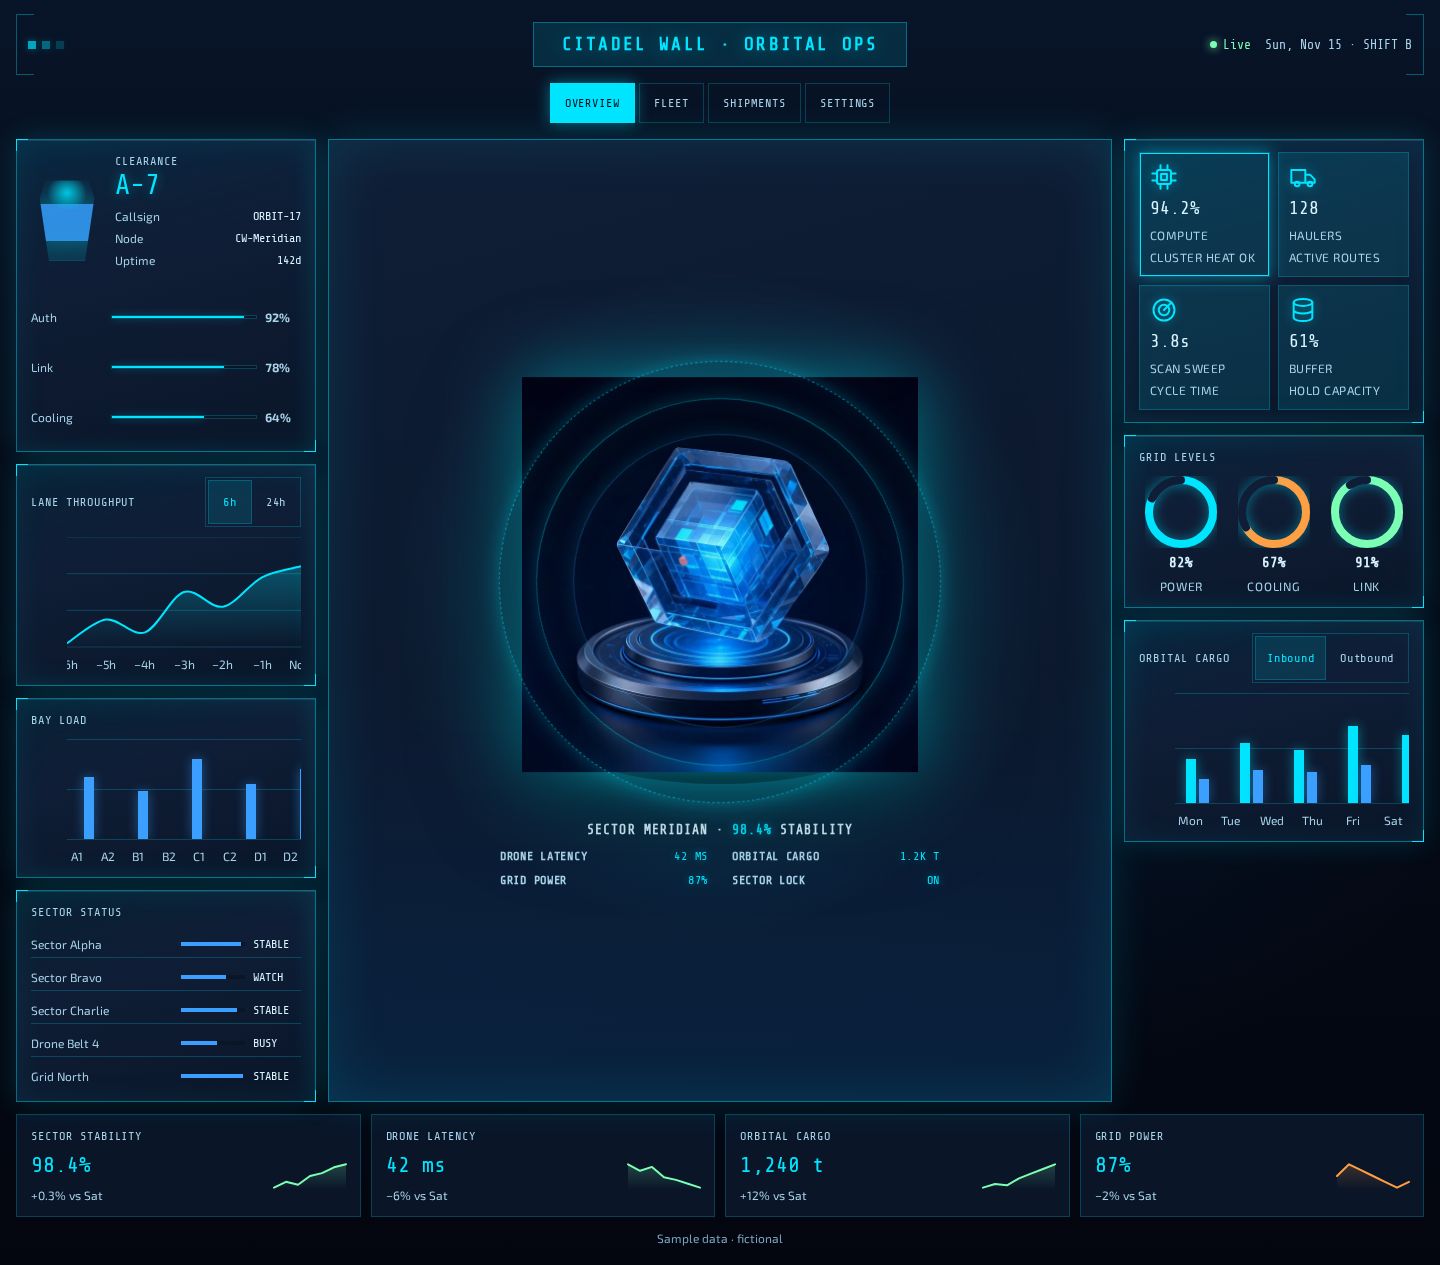 CITADEL WALL · ORBITAL OPS
Live Sun, Nov 15 · SHIFT B
OVERVIEW FLEET SHIPMENTS SETTINGS
CLEARANCE
A-7
Callsign ORBIT-17
Node CW-Meridian
Uptime 142d
Auth 92%
Link 78%
Cooling 64%
LANE THROUGHPUT 6h 24h
−5h −4h −3h −2h −1h
BAY LOAD
A1 A2 B1 B2 C1 C2 D1 D2
SECTOR STATUS
Sector Alpha STABLE
Sector Bravo WATCH
Sector Charlie STABLE
Drone Belt 4 BUSY
Grid North STABLE
SECTOR MERIDIAN · 98.4% STABILITY
DRONE LATENCY 42 MS ORBITAL CARGO 1.2K T
GRID POWER 87% SECTOR LOCK ON
94.2%
COMPUTE
CLUSTER HEAT OK
128
HAULERS
ACTIVE ROUTES
3.8s
SCAN SWEEP
CYCLE TIME
61%
BUFFER
HOLD CAPACITY
GRID LEVELS
82% 67% 91%
POWER COOLING LINK
ORBITAL CARGO Inbound Outbound
Mon Tue Wed Thu Fri Sat
SECTOR STABILITY
98.4%
+0.3% vs Sat
DRONE LATENCY
42 ms
−6% vs Sat
ORBITAL CARGO
1,240 t
+12% vs Sat
GRID POWER
87%
−2% vs Sat
Sample data · fictional